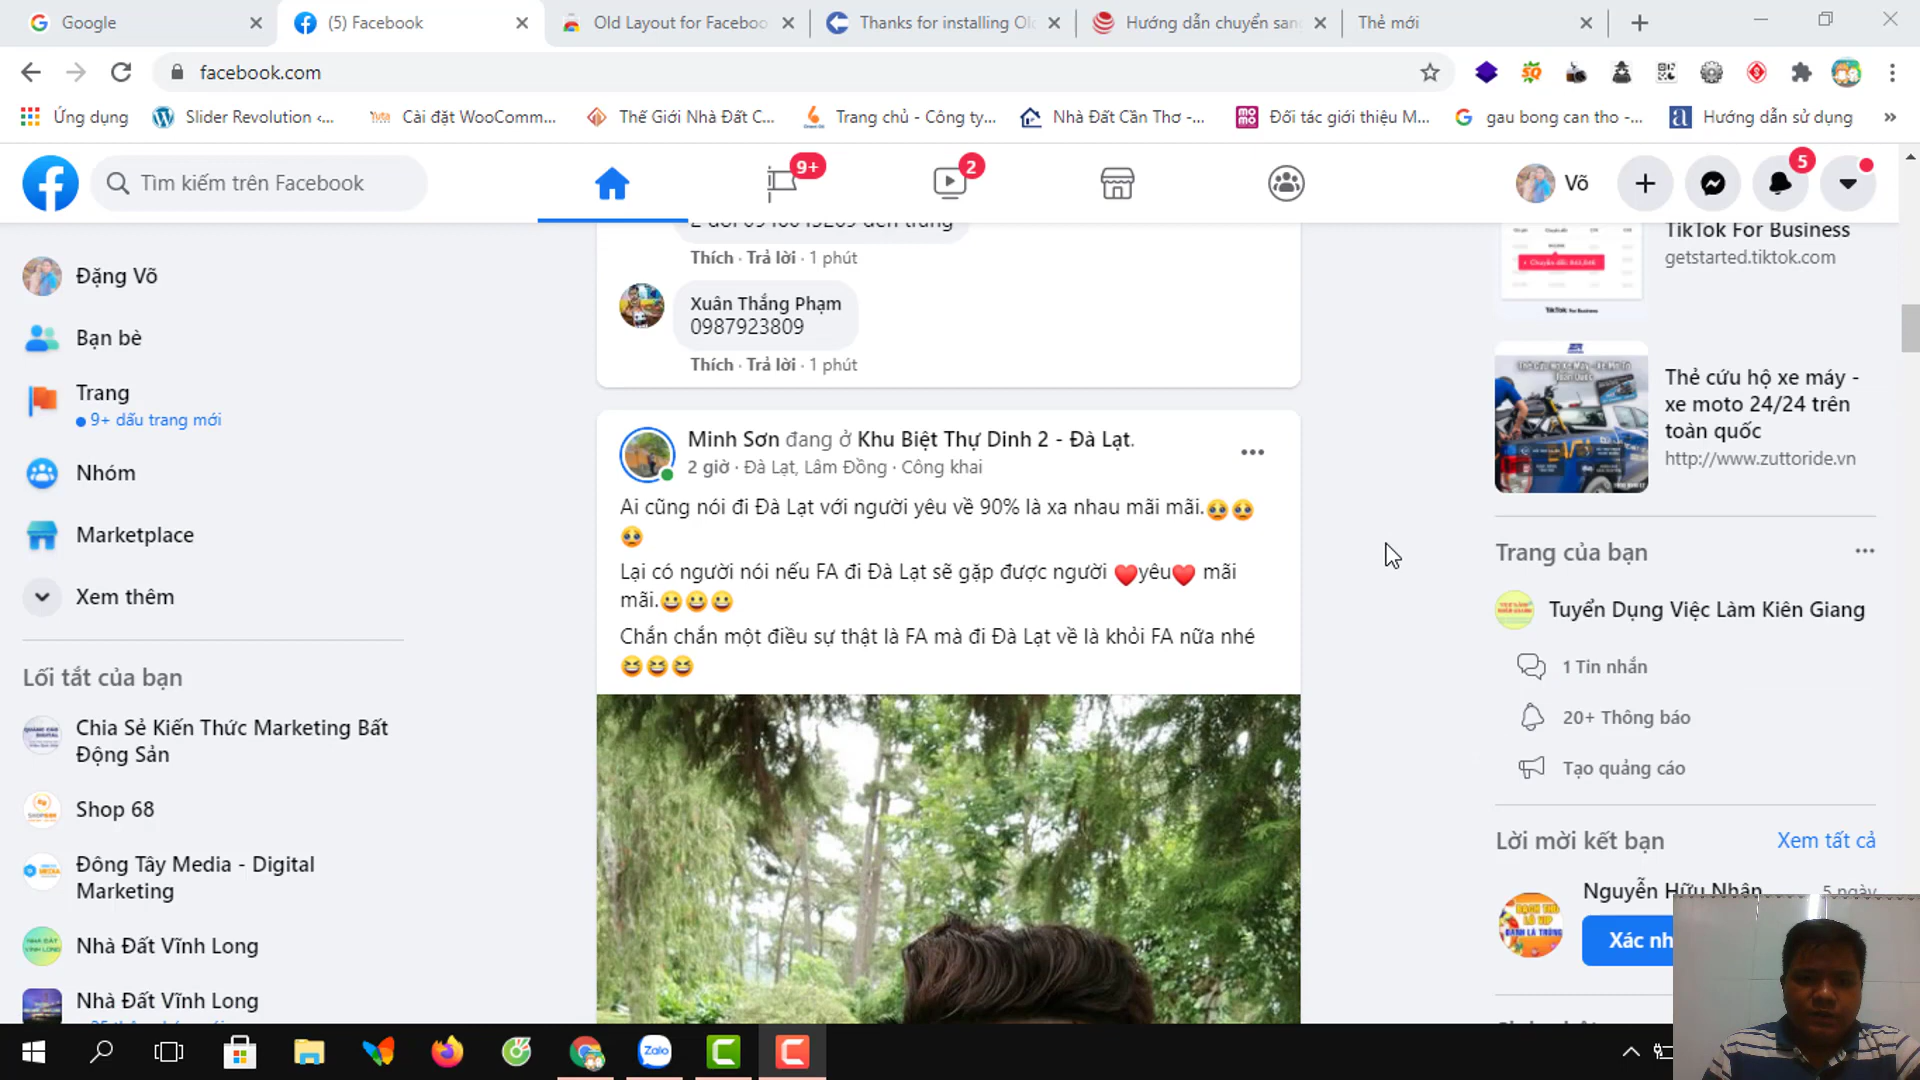 Google
(5) Facebook
Old Layout for Faceboo
Thanks for installing Ol
Hướng dẫn chuyển san
Thẻ mới
facebook.com
Ứng dụng
Slider Revolution ‹...
Cài đặt WooComm...
Thế Giới Nhà Đất C...
Trang chủ - Công ty...
Nhà Đất Cần Thơ -...
Đối tác giới thiệu M...
gau bong can tho -...
Hướng dẫn sử dụng
»
Tìm kiếm trên Facebook
9+
2
Võ
5
Đặng Võ
Bạn bè
Trang
9+ dấu trang mới
Nhóm
Marketplace
Xem thêm
Lối tắt của bạn
Chia Sẻ Kiến Thức Marketing Bất
Động Sản
Shop 68
Đông Tây Media - Digital
Marketing
Nhà Đất Vĩnh Long
Nhà Đất Vĩnh Long
Thích · Trả lời · 1 phút
Xuân Thắng Phạm
0987923809
Thích · Trả lời · 1 phút
Minh Sơn đang ở Khu Biệt Thự Dinh 2 - Đà Lạt.
2 giờ · Đà Lạt, Lâm Đồng · Công khai
Ai cũng nói đi Đà Lạt với người yêu về 90% là xa nhau mãi mãi.🥺🥺
🥺
Lại có người nói nếu FA đi Đà Lạt sẽ gặp được người ❤️yêu❤️ mãi
mãi.😀😀😀
Chắn chắn một điều sự thật là FA mà đi Đà Lạt về là khỏi FA nữa nhé
😆😆😆
TikTok For Business
getstarted.tiktok.com
TikTok For Business
Thẻ cứu hộ xe máy -
xe moto 24/24 trên
toàn quốc
http://www.zuttoride.vn
Trang của bạn
Tuyển Dụng Việc Làm Kiên Giang
1 Tin nhắn
20+ Thông báo
Tạo quảng cáo
Lời mời kết bạn
Xem tất cả
Nguyễn Hữu Nhân
5 ngày
Xác nh
Zalo